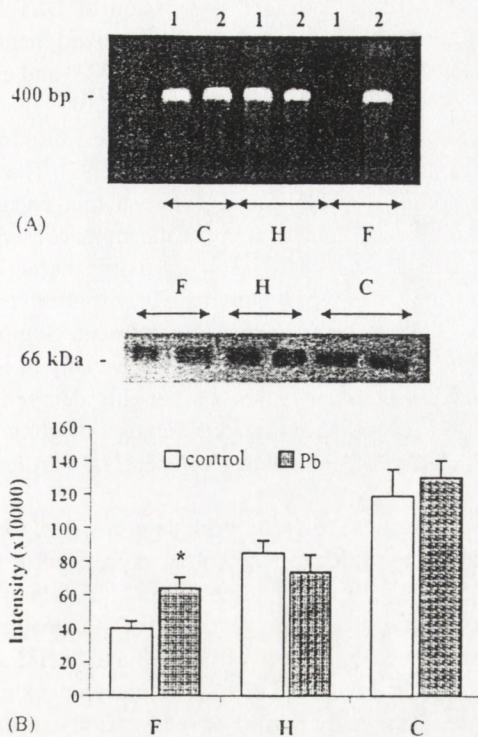 1 2 1 2 1 2
400 bp -
(A)
C H F
F H C
66 kDa -
160
140
120
100
80
60
40
20
0
Intensity (x10000)
control Pb
*
(B) F H C